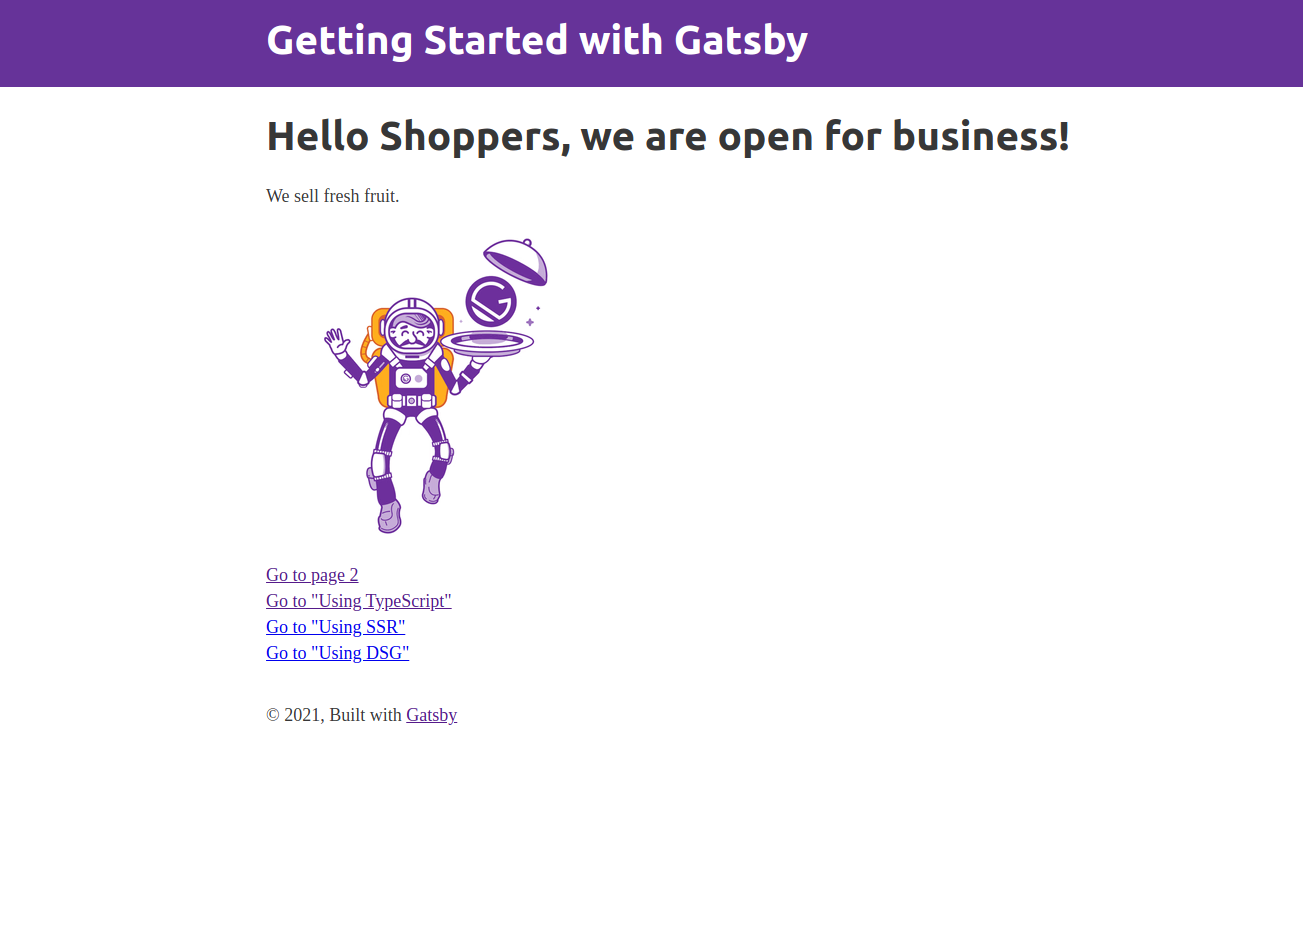 Getting Started with Gatsby
Hello Shoppers, we are open for business!
We sell fresh fruit.
Go to page 2
Go to "Using TypeScript"
Go to "Using SSR"
Go to "Using DSG"
© 2021, Built with Gatsby